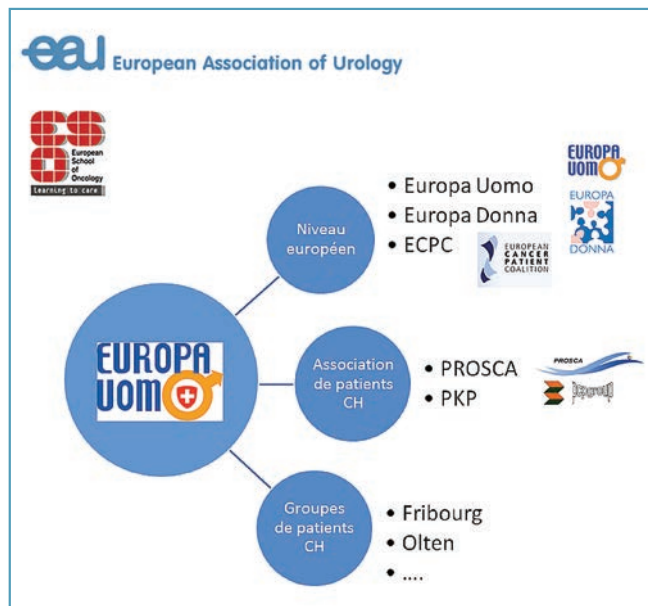 eau European Association of Urology
ESO
European
School
of
Oncology
Learning to care
Niveau
européen
• Europa Uomo
• Europa Donna
• ECPC
EUROPA
UOMO
EUROPA
DONNA
EUROPEAN
CANCER
PATIENT
COALITION
EUROPA
UOMO
Association
de patients
CH
• PROSCA
• PKP
PROSCA
Groupes
de patients
CH
• Fribourg
• Olten
• ....